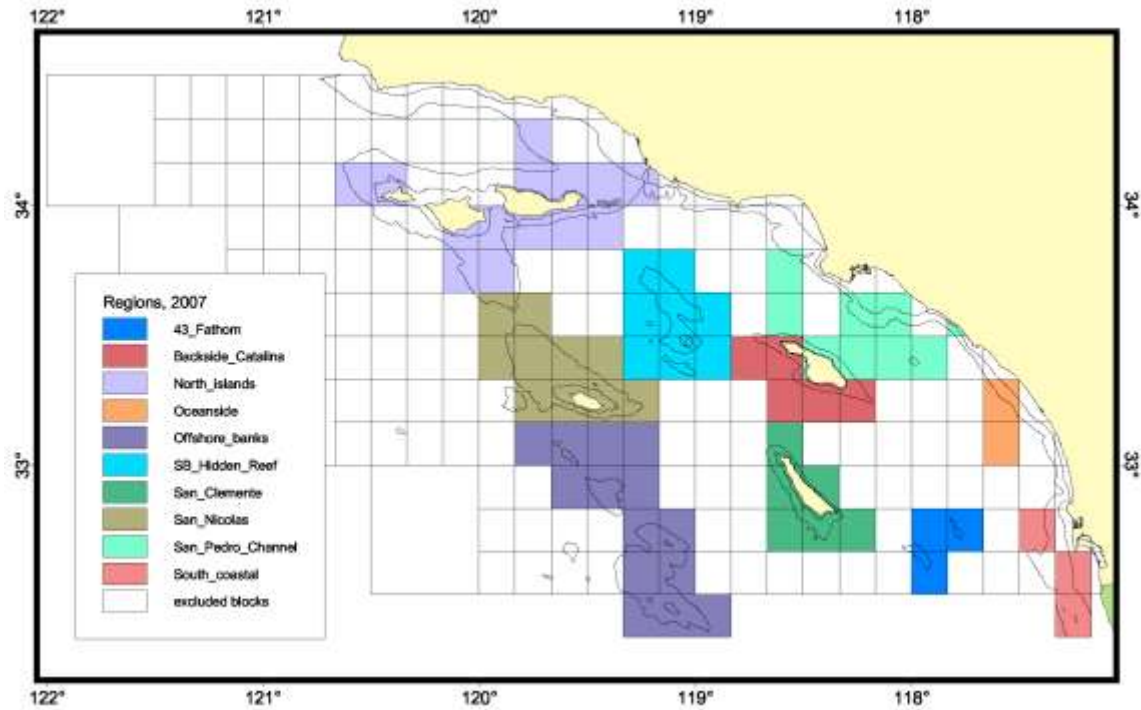 122° 121° 120° 119° 118°
34° 34°
Regions, 2007
43_Fathom
Backside_Catalina
North_islands
Oceanside
Offshore_banks
SB_Hidden_Reef
San_Clemente
San_Nicolas
San_Pedro_Channel
South_coastal
excluded blocks
33° 33°
122° 121° 120° 119° 118°